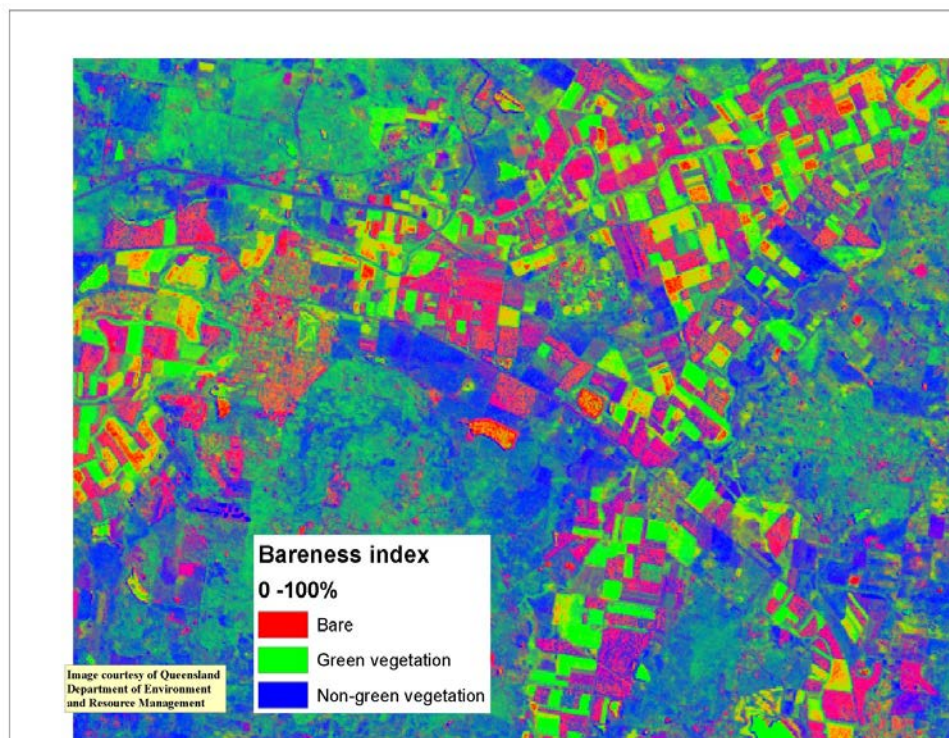 Bareness index
0 -100%
Bare
Green vegetation
Non-green vegetation
Image courtesy of Queensland
Department of Environment
and Resource Management